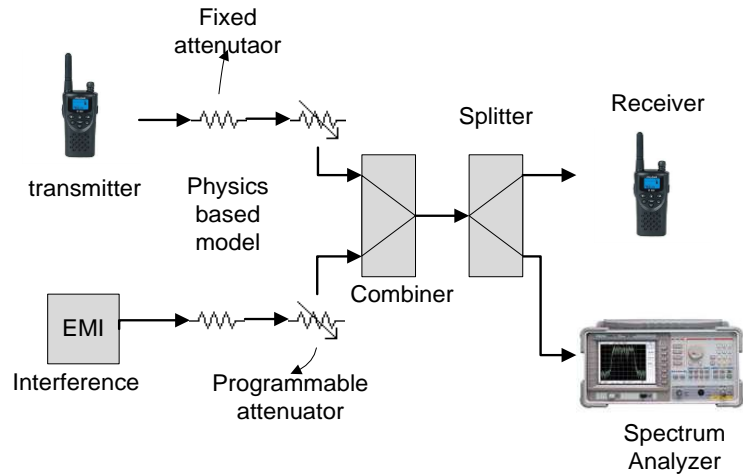 Fixed
attenutaor
Receiver
Splitter
transmitter
Physics
based
model
Combiner
EMI
Interference
Programmable
attenuator
Spectrum
Analyzer